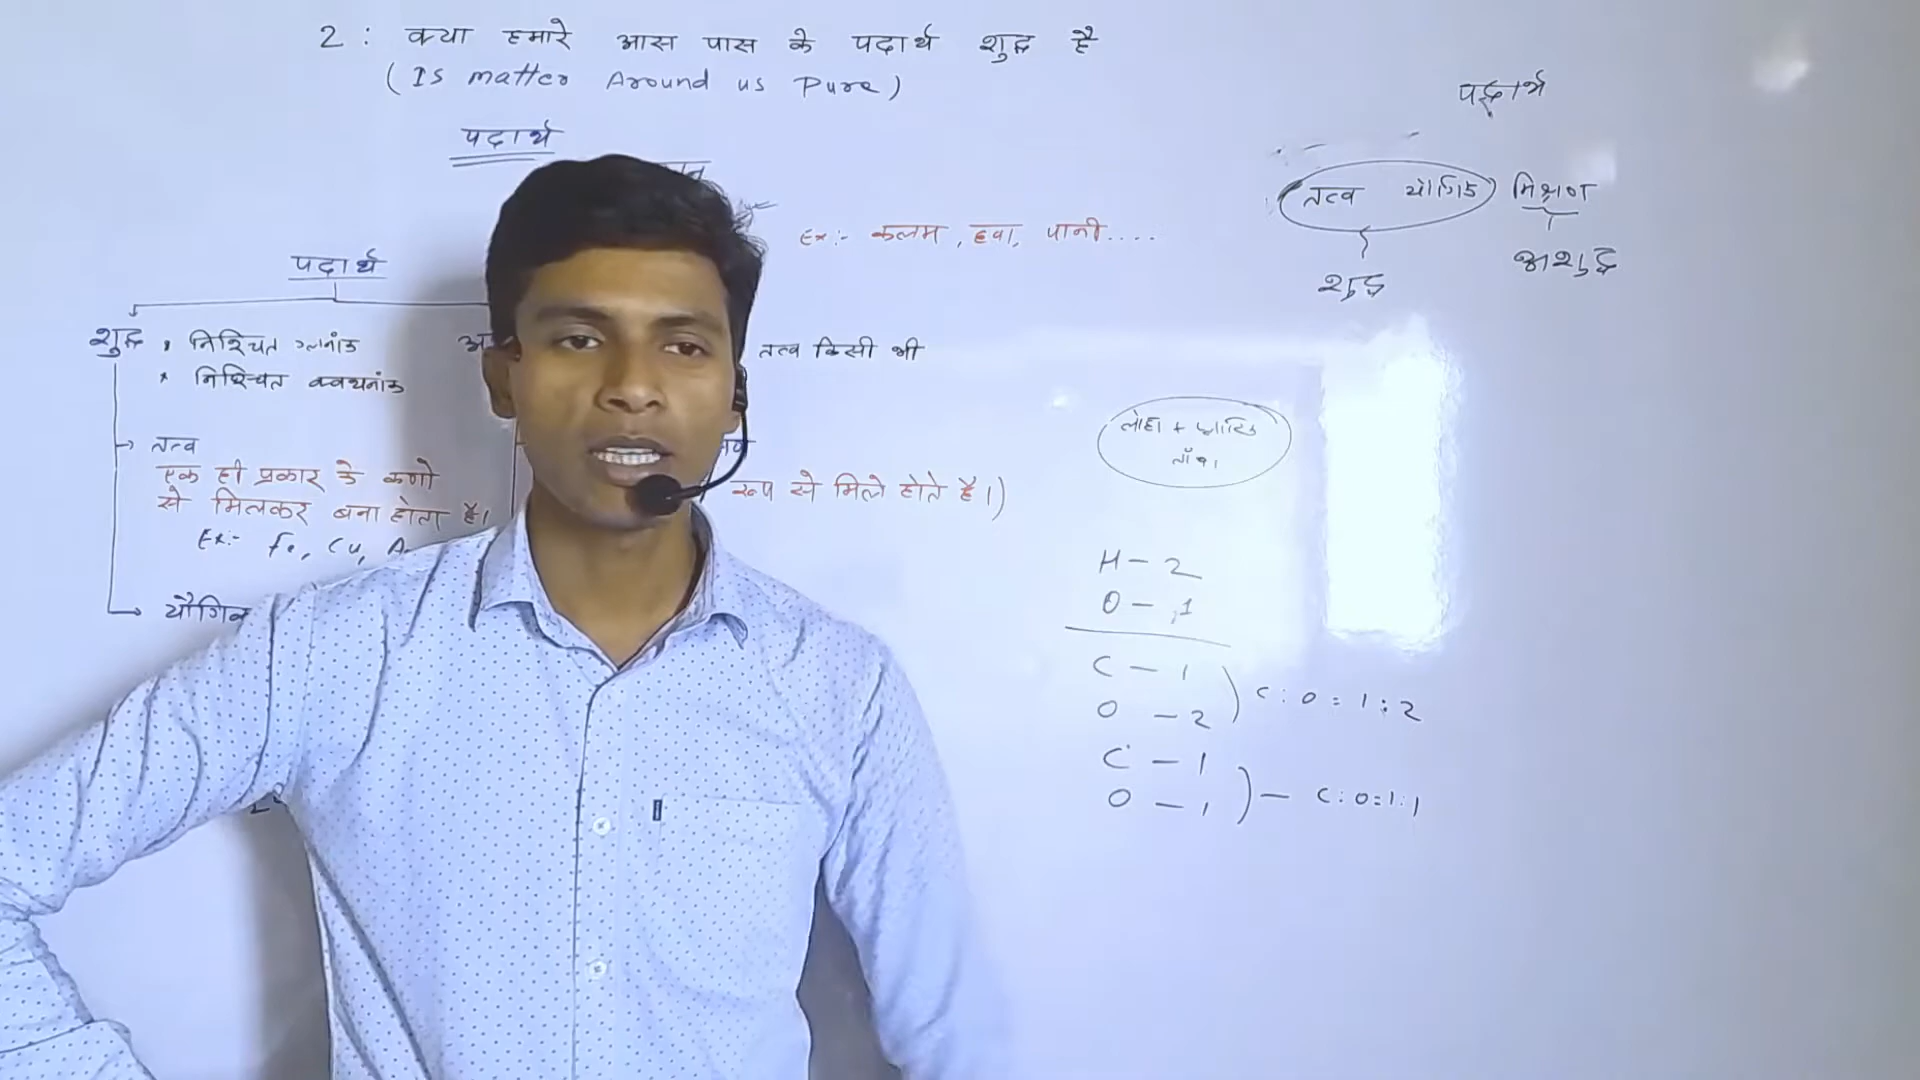 2 : क्या हमारे आस पास के पदार्थ शुद्ध है
(Is matter Around us Pure)
पदार्थ
Ex:- कलम, हवा, पानी....
पदार्थ
शुद्ध
निश्चित गलनांक
* निश्चित क्वथनांक
तत्व किसी भी
→ तत्व
एक ही प्रकार के कणो
से मिलकर बना होता है।
Ex:- Fe, Cu, A
रूप से मिले होते है।)
→ यौगिक
पदार्थ
तत्व यौगिक मिश्रण
शुद्ध अशुद्ध
लोहा +
H - 2
O - 1
C - 1
O - 2
C : O = 1 : 2
C - 1
O - 1
- C:O=1:1